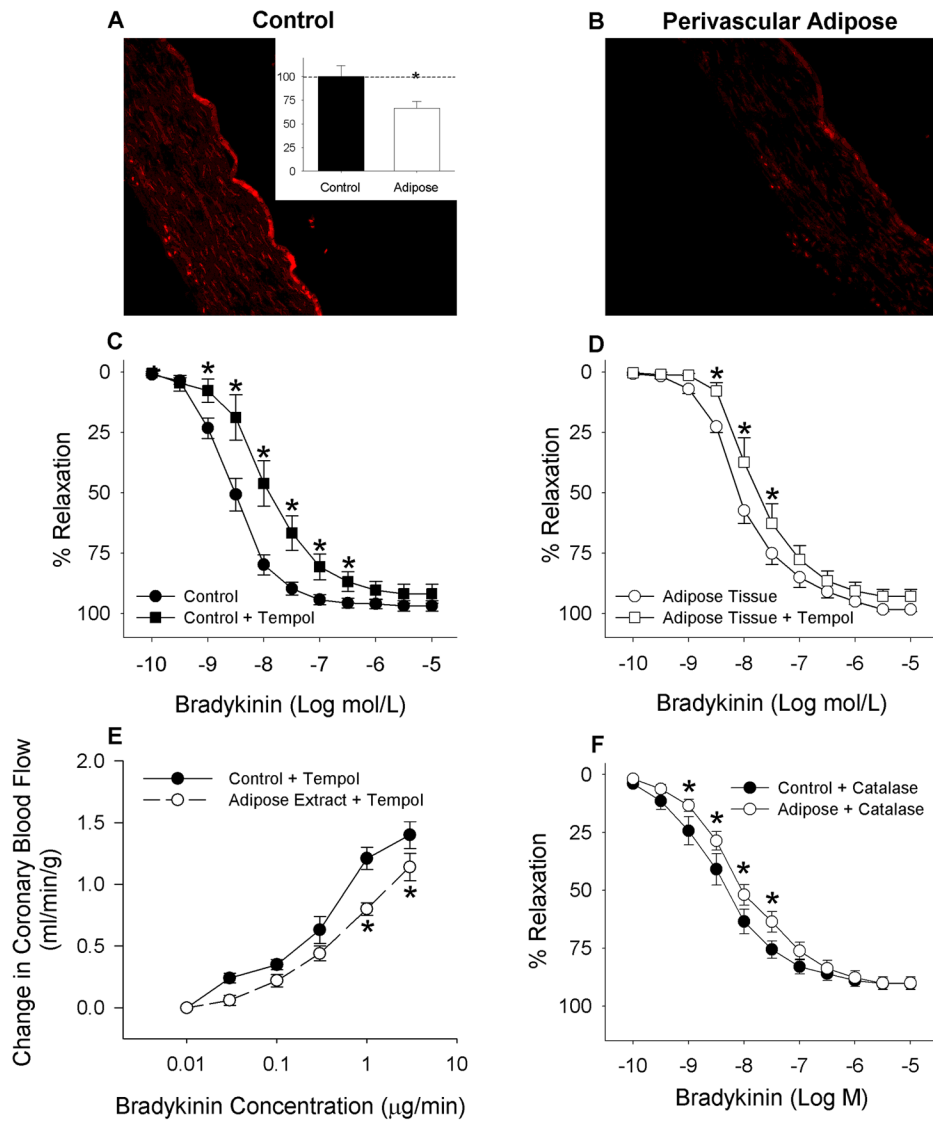 A Control
B Perivascular Adipose
100
75
50
25
0
*
Control Adipose
C
0
25
50
75
100
% Relaxation
* * * * * * * *
Control
Control + Tempol
-10 -9 -8 -7 -6 -5
Bradykinin (Log mol/L)
D
0
25
50
75
100
% Relaxation
* * *
Adipose Tissue
Adipose Tissue + Tempol
-10 -9 -8 -7 -6 -5
Bradykinin (Log mol/L)
E
2.0
1.5
1.0
0.5
0.0
Change in Coronary Blood Flow
(ml/min/g)
Control + Tempol
Adipose Extract + Tempol
* *
0.01 0.1 1 10
Bradykinin Concentration (μg/min)
F
0
25
50
75
100
% Relaxation
Control + Catalase
Adipose + Catalase
* * * *
-10 -9 -8 -7 -6 -5
Bradykinin (Log M)